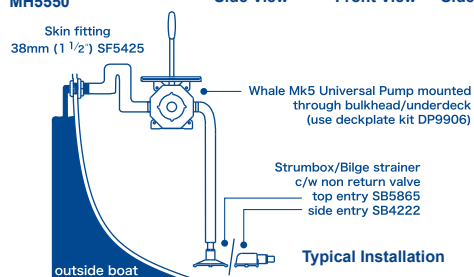 MH5550
Side View Front View Side
Skin fitting
38mm (1 1/2") SF5425
Whale Mk5 Universal Pump mounted
through bulkhead/underdeck
(use deckplate kit DP9906)
Strumbox/Bilge strainer
c/w non return valve
top entry SB5865
side entry SB4222
Typical Installation
outside boat